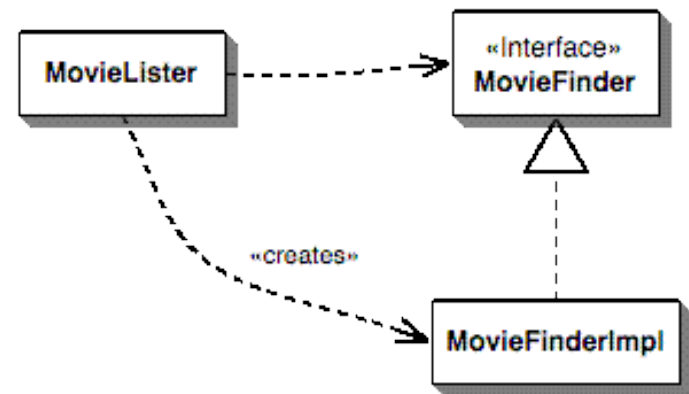 MovieLister
«Interface»
MovieFinder
«creates»
MovieFinderImpl